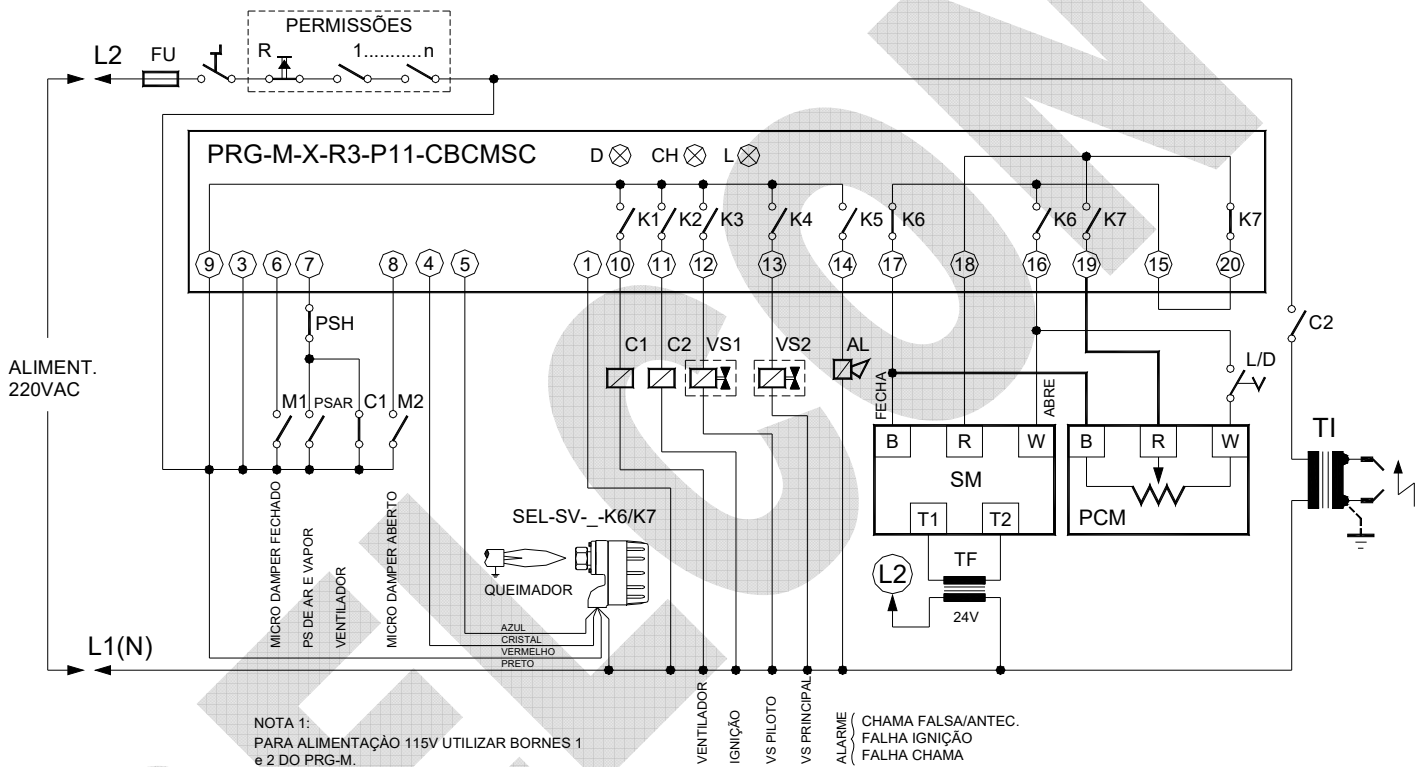 PERMISSÕES
L2
FU
R
1..........n
PRG-M-X-R3-P11-CBCMSC
D
CH
L
K1
K2
K3
K4
K5
K6
K6
K7
K7
9
3
6
7
8
4
5
1
10
11
12
13
14
17
18
16
19
15
20
PSH
C1
C2
VS1
VS2
AL
C2
L/D
ALIMENT.
220VAC
M1
PSAR
C1
M2
FECHA
ABRE
B
R
W
B
R
W
SM
PCM
TI
T1
T2
TF
L2
24V
SEL-SV-_-K6/K7
QUEIMADOR
MICRO DAMPER FECHADO
PS DE AR E VAPOR
VENTILADOR
MICRO DAMPER ABERTO
AZUL
CRISTAL
VERMELHO
PRETO
L1(N)
VENTILADOR
IGNIÇÃO
VS PILOTO
VS PRINCIPAL
ALARME
CHAMA FALSA/ANTEC.
FALHA IGNIÇÃO
FALHA CHAMA
NOTA 1:
PARA ALIMENTAÇÀO 115V UTILIZAR BORNES 1
e 2 DO PRG-M.
ELCON